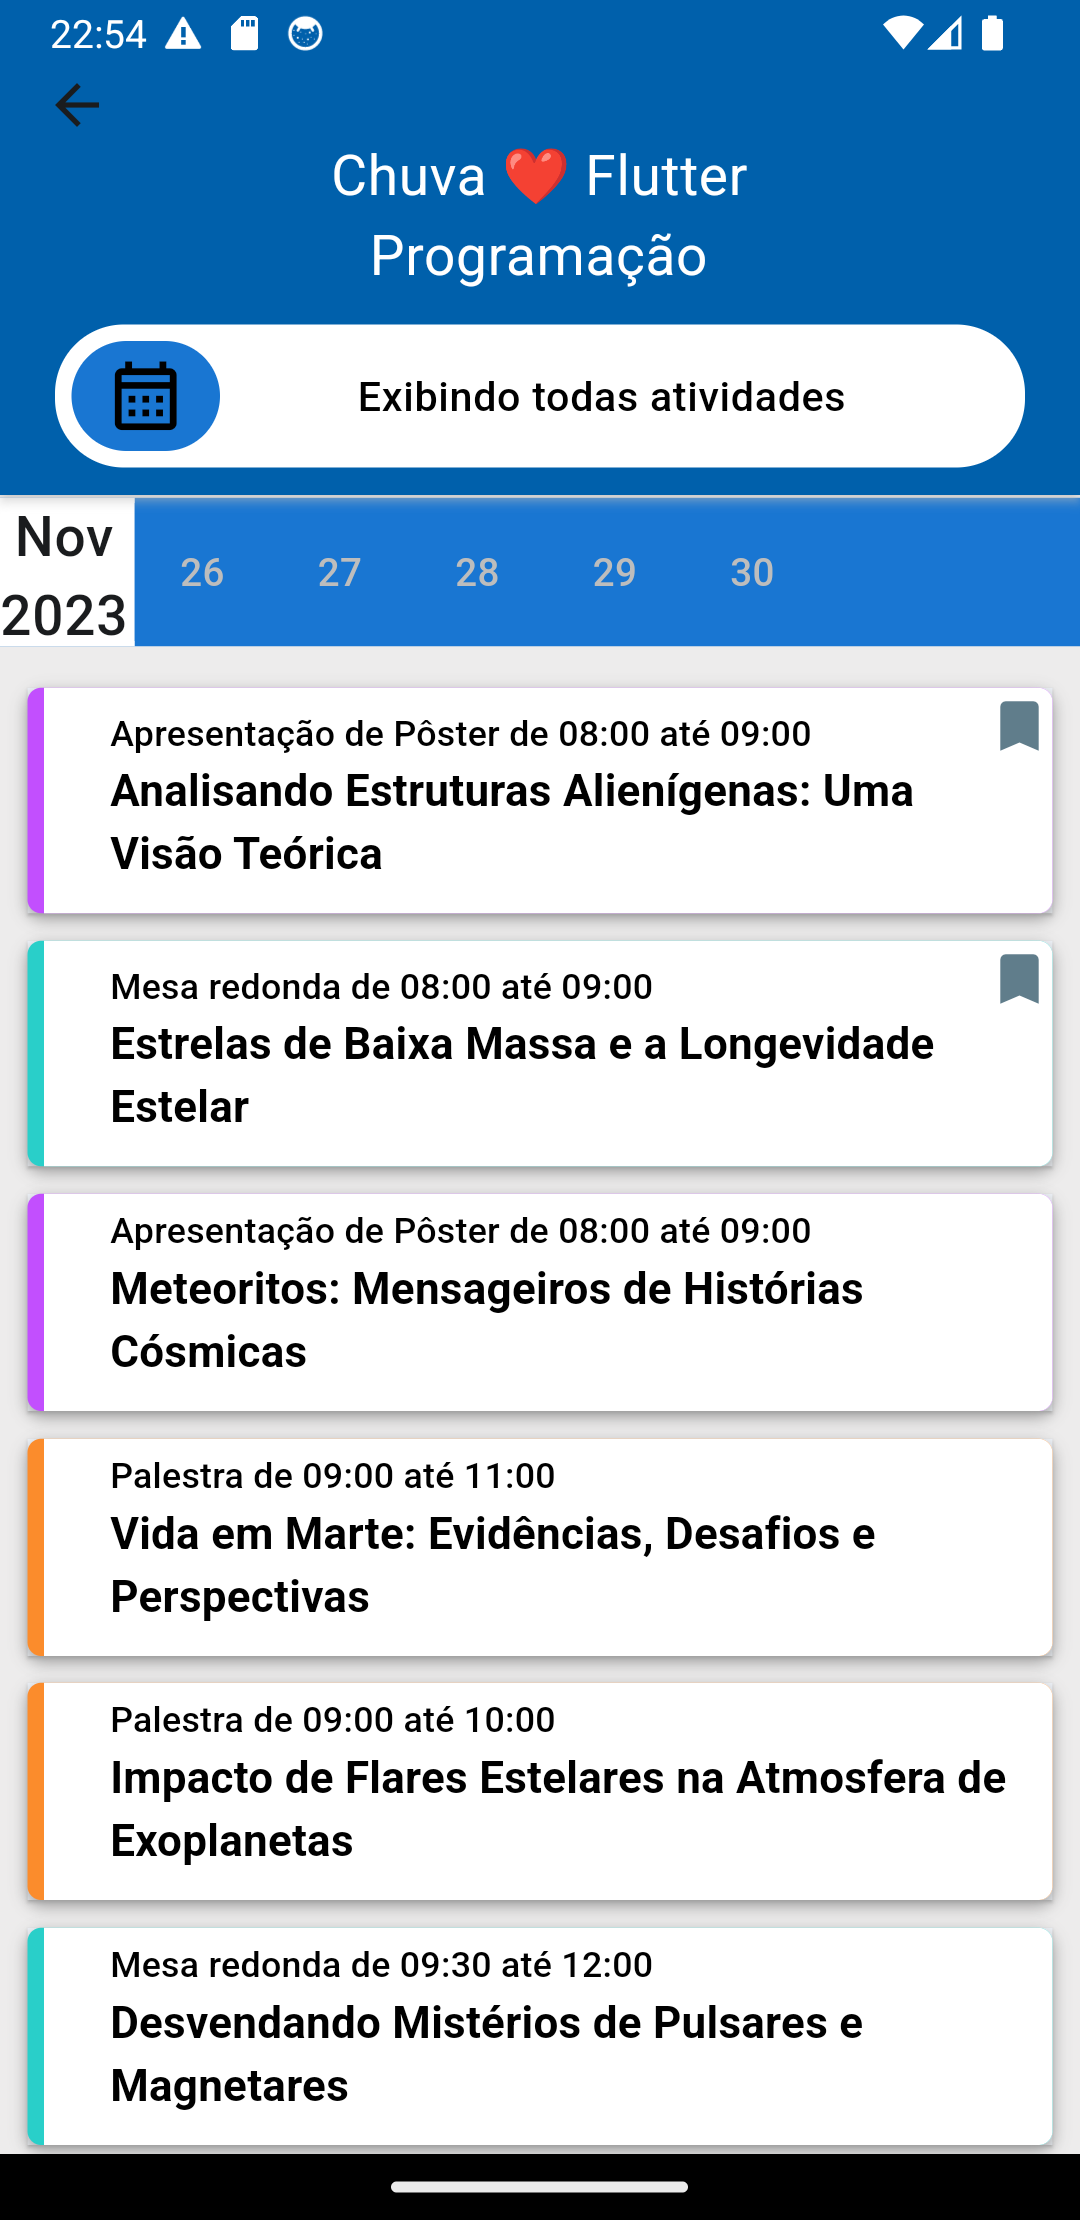 22:54
Chuva ❤️ Flutter
Programação
Exibindo todas atividades
Nov
2023
26 27 28 29 30
Apresentação de Pôster de 08:00 até 09:00
Analisando Estruturas Alienígenas: Uma
Visão Teórica
Mesa redonda de 08:00 até 09:00
Estrelas de Baixa Massa e a Longevidade
Estelar
Apresentação de Pôster de 08:00 até 09:00
Meteoritos: Mensageiros de Histórias
Cósmicas
Palestra de 09:00 até 11:00
Vida em Marte: Evidências, Desafios e
Perspectivas
Palestra de 09:00 até 10:00
Impacto de Flares Estelares na Atmosfera de
Exoplanetas
Mesa redonda de 09:30 até 12:00
Desvendando Mistérios de Pulsares e
Magnetares